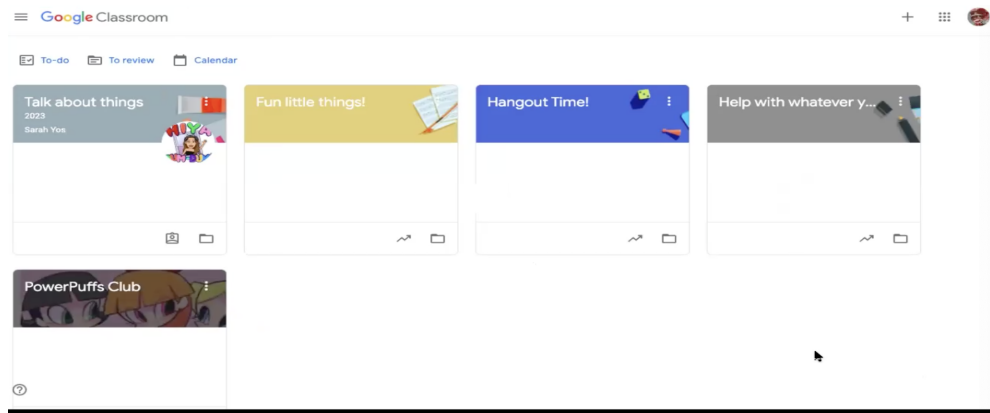 Google Classroom
To-do To review Calendar
Talk about things
2023
Sarah Yos
HIYA
Fun little things!
Hangout Time!
Help with whatever y...
PowerPuffs Club